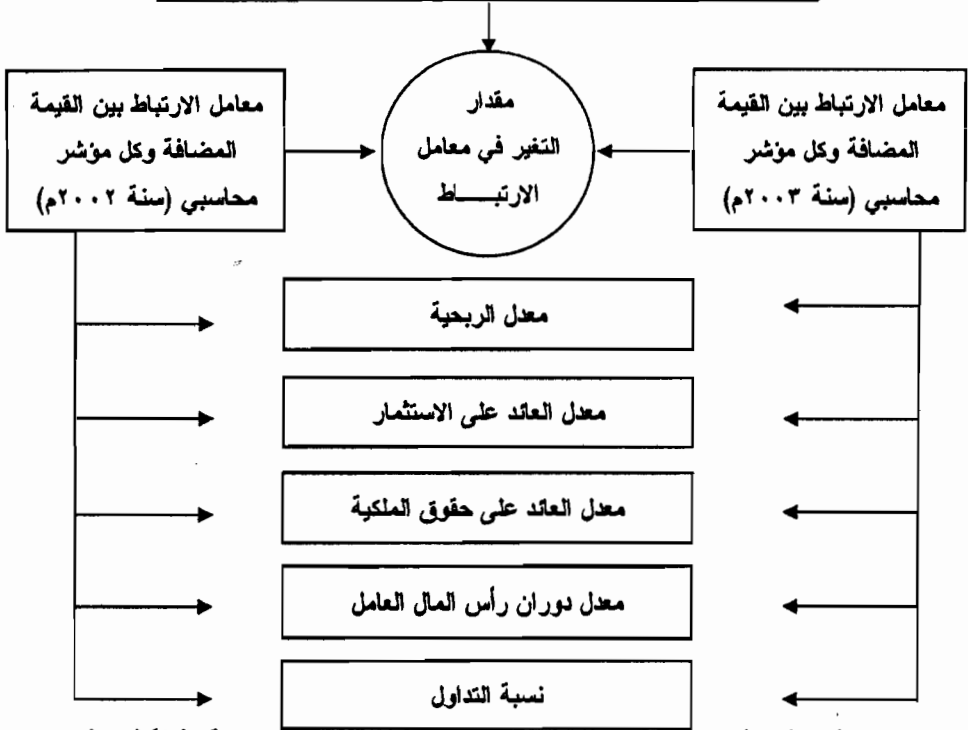 معامل الارتباط بين القيمة
المضافة وكل مؤشر
محاسبي (سنة ٢٠٠٣م)
مقدار
التغير في معامل
الارتبـــــاط
معامل الارتباط بين القيمة
المضافة وكل مؤشر
محاسبي (سنة ٢٠٠٢م)
معدل الربحية
معدل العائد على الاستثمار
معدل العائد على حقوق الملكية
معدل دوران رأس المال العامل
نسبة التداول